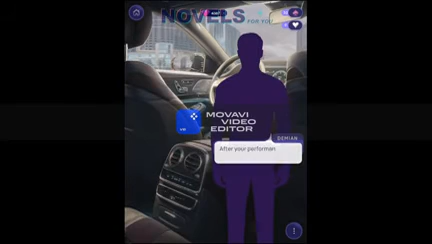 NOVELS
FOR YOU
MOVAVI
VIDEO
EDITOR
DEMIAN
After your performan